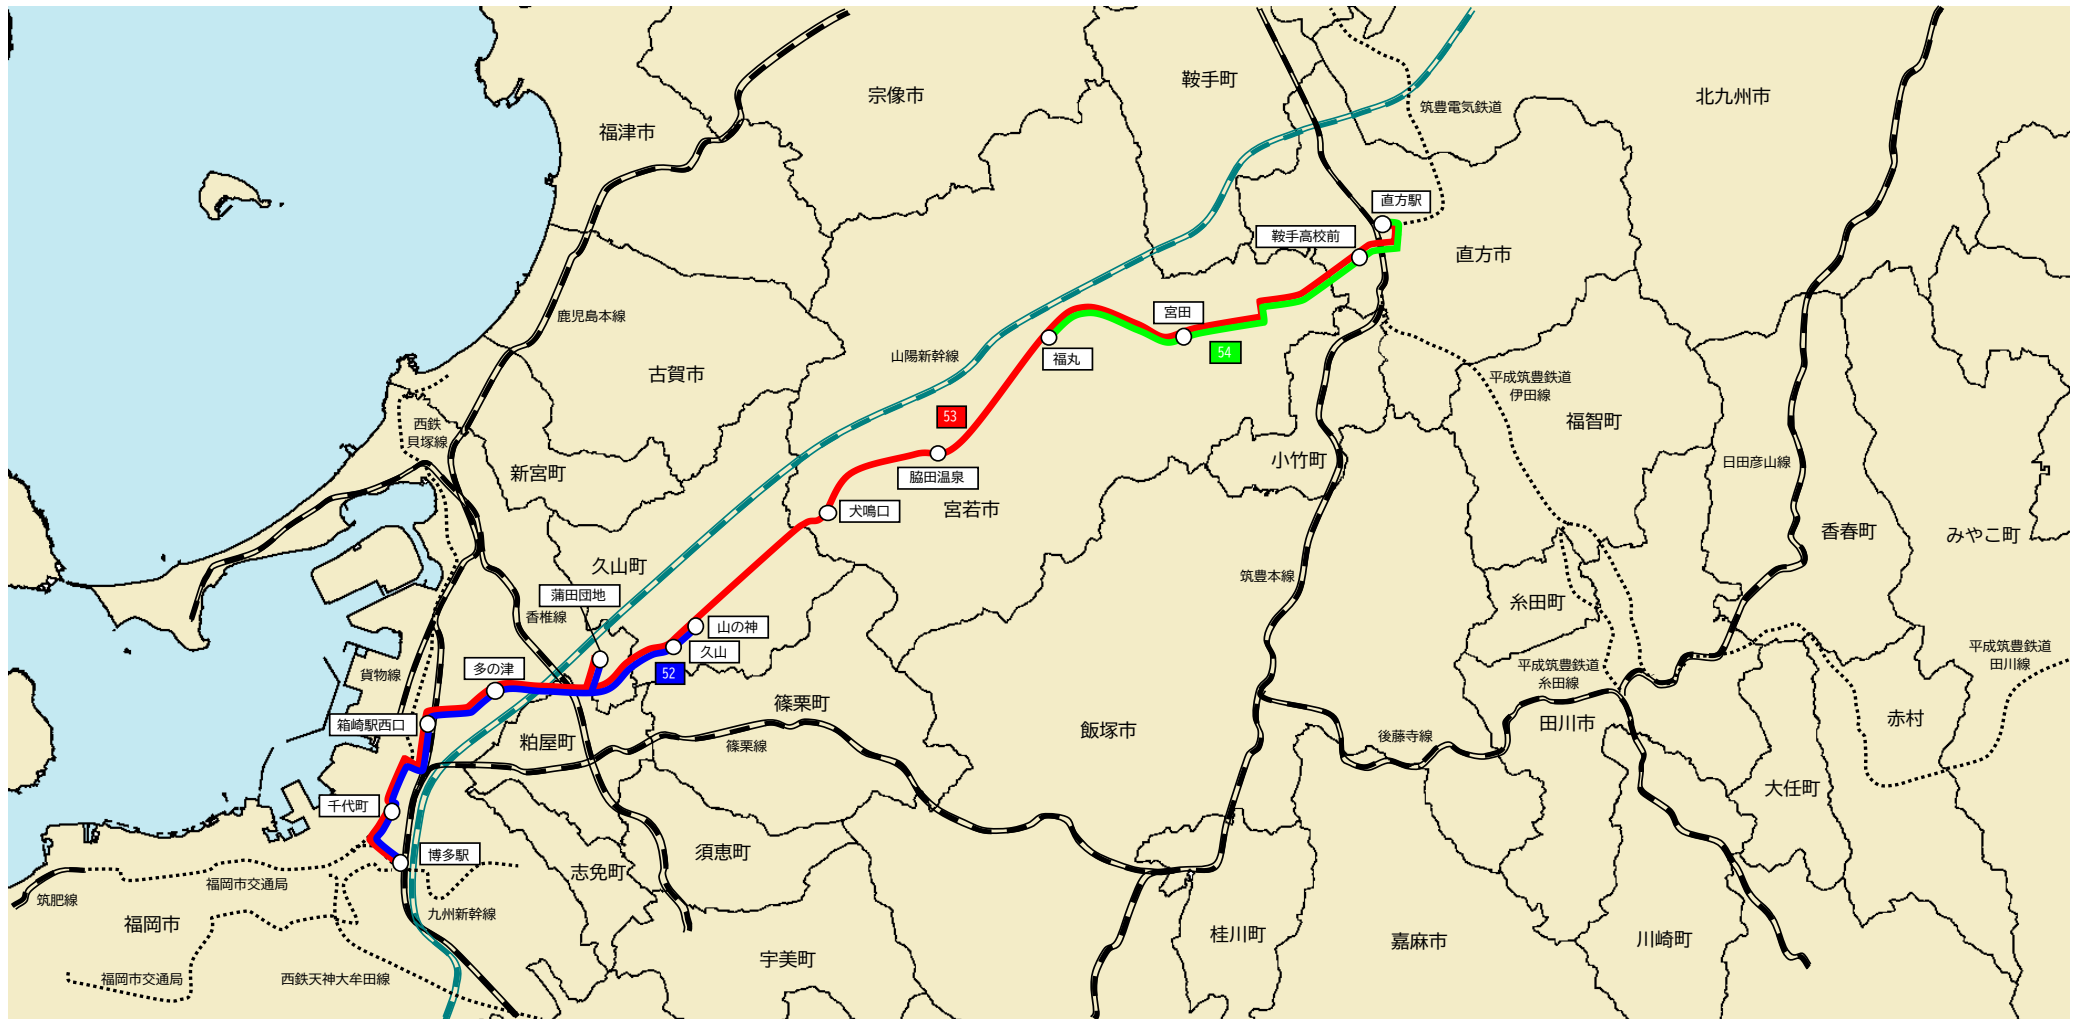 宗像市
鞍手町
北九州市
筑豊電気鉄道
福津市
直方駅
鞍手高校前
直方市
鹿児島本線
宮田
山陽新幹線
福丸
54
古賀市
平成筑豊鉄道
伊田線
53
西鉄
貝塚線
福智町
新宮町
脇田温泉
小竹町
日田彦山線
犬鳴口
宮若市
香春町
みやこ町
久山町
筑豊本線
蒲田団地
糸田町
香椎線
山の神
久山
多の津
貨物線
52
平成筑豊鉄道
糸田線
平成筑豊鉄道
田川線
箱崎駅西口
篠栗町
粕屋町
篠栗線
飯塚市
後藤寺線
田川市
赤村
千代町
大任町
博多駅
須恵町
志免町
福岡市交通局
筑肥線
九州新幹線
福岡市
桂川町
嘉麻市
川崎町
宇美町
福岡市交通局
西鉄天神大牟田線